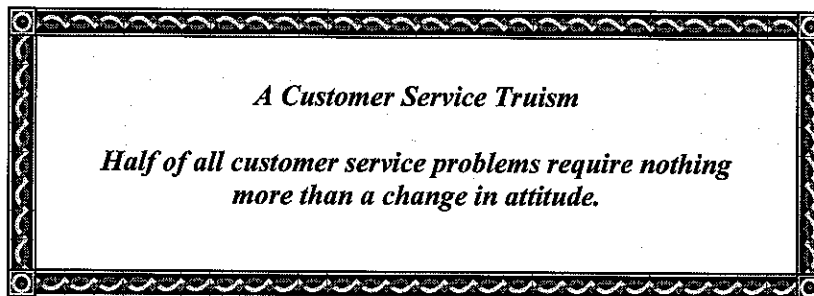 A Customer Service Truism
Half of all customer service problems require nothing
more than a change in attitude.